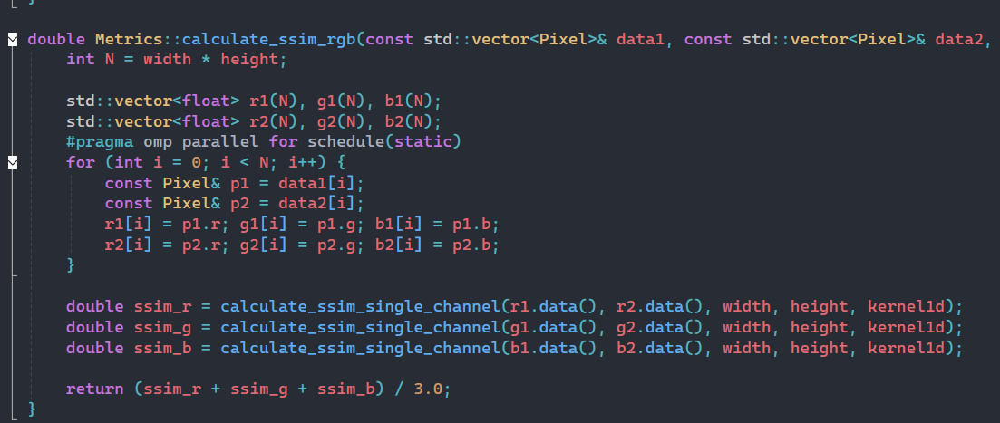 }
double Metrics::calculate_ssim_rgb(const std::vector<Pixel>& data1, const std::vector<Pixel>& data2,
    int N = width * height;

    std::vector<float> r1(N), g1(N), b1(N);
    std::vector<float> r2(N), g2(N), b2(N);
    #pragma omp parallel for schedule(static)
    for (int i = 0; i < N; i++) {
        const Pixel& p1 = data1[i];
        const Pixel& p2 = data2[i];
        r1[i] = p1.r; g1[i] = p1.g; b1[i] = p1.b;
        r2[i] = p2.r; g2[i] = p2.g; b2[i] = p2.b;
    }

    double ssim_r = calculate_ssim_single_channel(r1.data(), r2.data(), width, height, kernel1d);
    double ssim_g = calculate_ssim_single_channel(g1.data(), g2.data(), width, height, kernel1d);
    double ssim_b = calculate_ssim_single_channel(b1.data(), b2.data(), width, height, kernel1d);

    return (ssim_r + ssim_g + ssim_b) / 3.0;
}